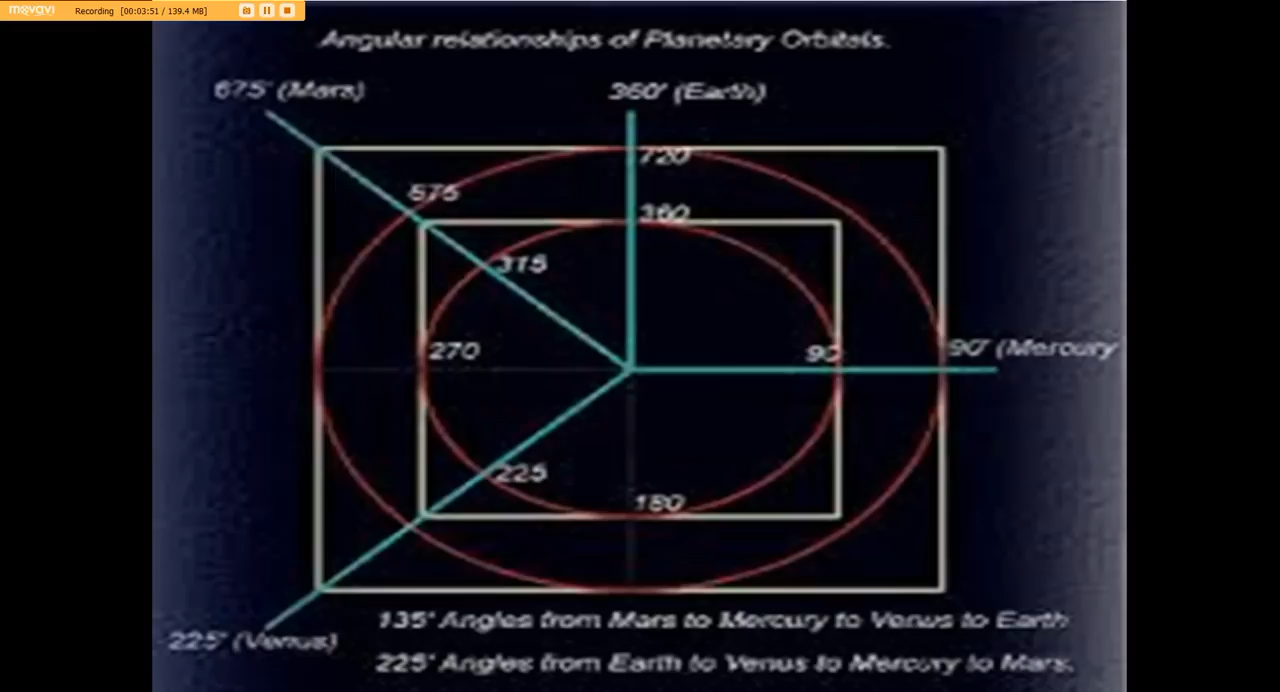 movavi
Recording [00:03:51 / 139.4 MB]
Angular relationships of Planetary Orbitals.
675' (Mars)
360' (Earth)
720
675
360
315
270
90
90' (Mercury
225
180
135' Angles from Mars to Mercury to Venus to Earth
225' (Venus)
225' Angles from Earth to Venus to Mercury to Mars.